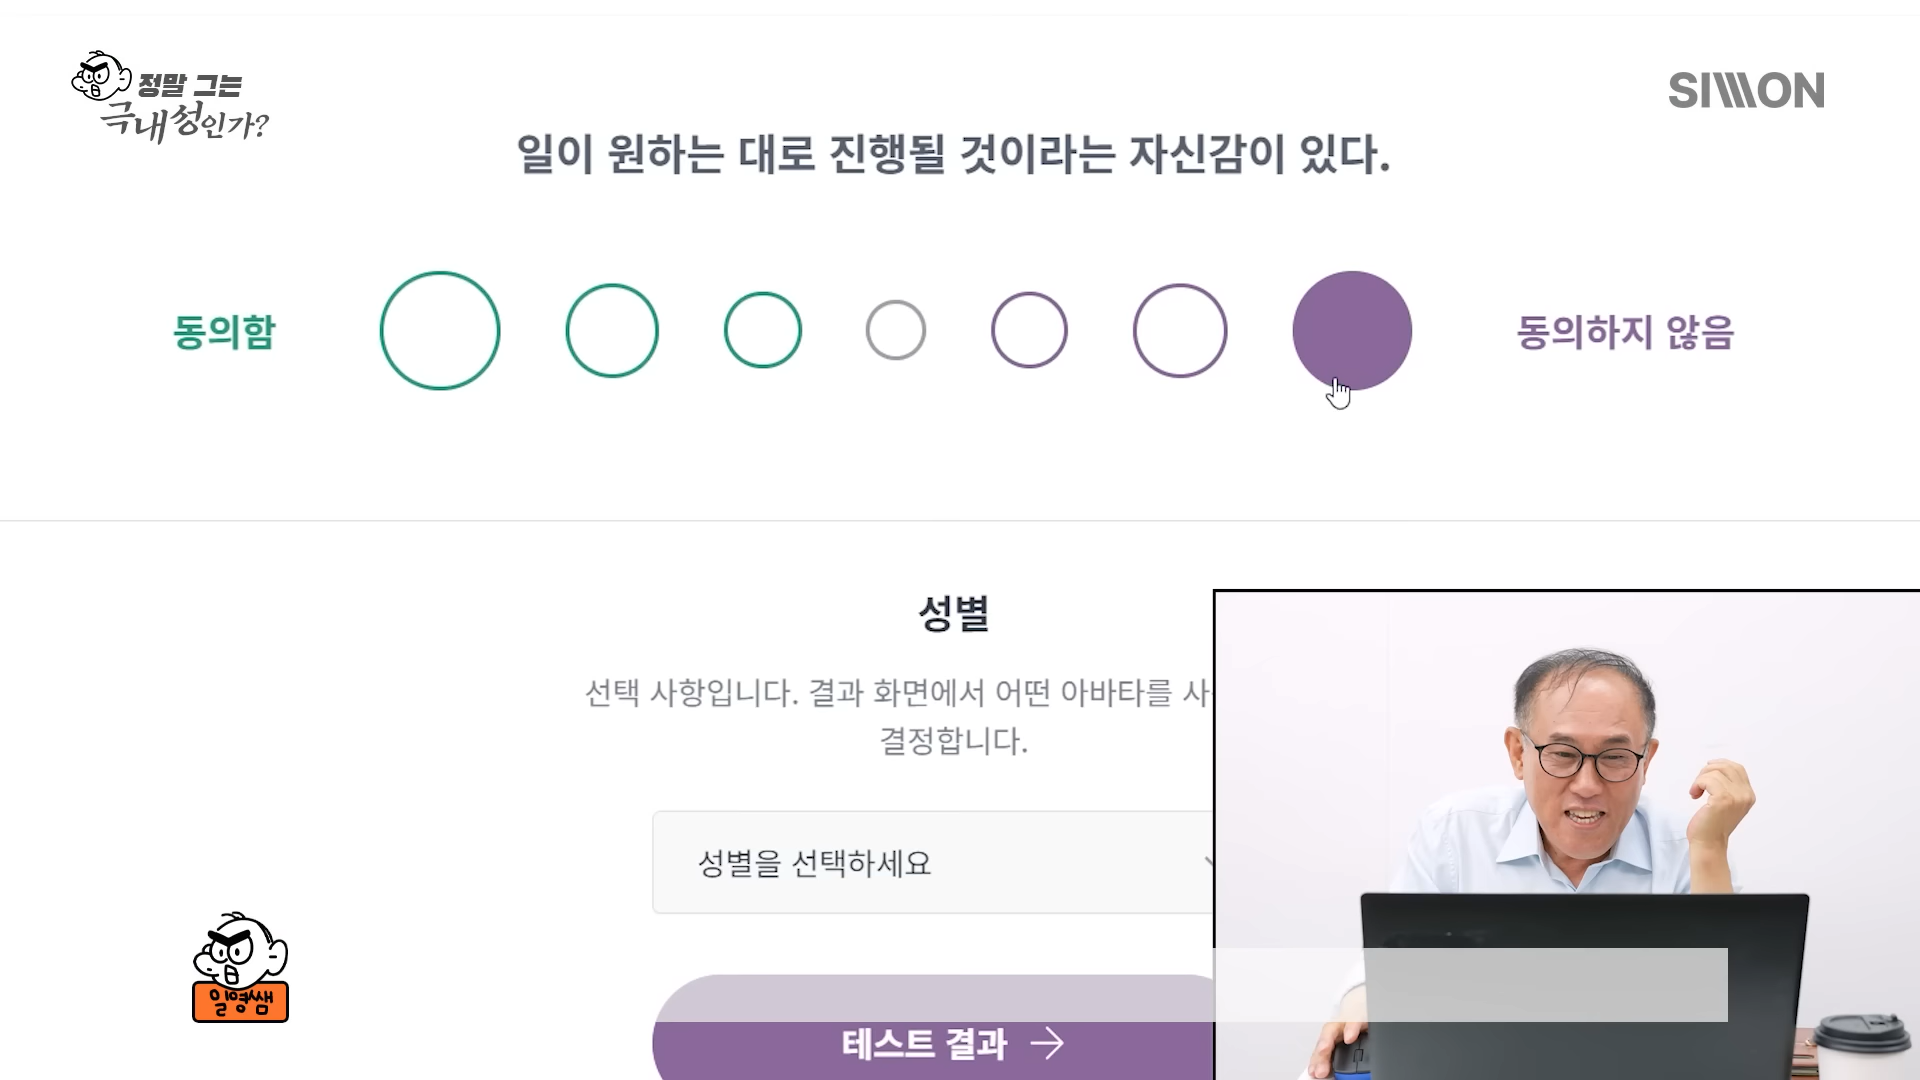 정말 그는
극내성인가?
SIMON
일이 원하는 대로 진행될 것이라는 자신감이 있다.
동의함
동의하지 않음
성별
선택 사항입니다. 결과 화면에서 어떤 아바타를 사
결정합니다.
성별을 선택하세요
일영쌤
테스트 결과